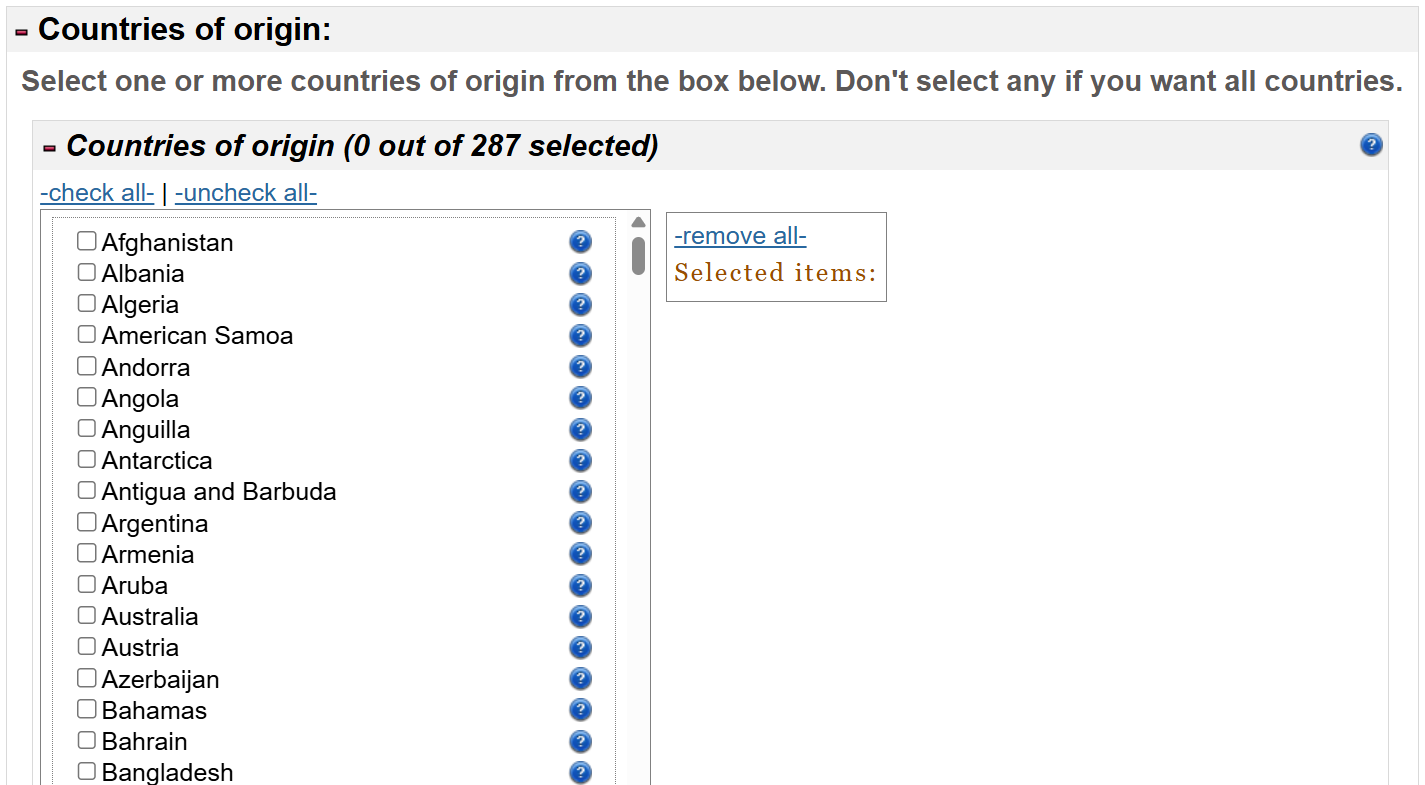 Countries of origin:
Select one or more countries of origin from the box below. Don't select any if you want all countries.
Countries of origin (0 out of 287 selected)
-check all- | -uncheck all-
Afghanistan
Albania
Algeria
American Samoa
Andorra
Angola
Anguilla
Antarctica
Antigua and Barbuda
Argentina
Armenia
Aruba
Australia
Austria
Azerbaijan
Bahamas
Bahrain
Bangladesh
-remove all-
Selected items: